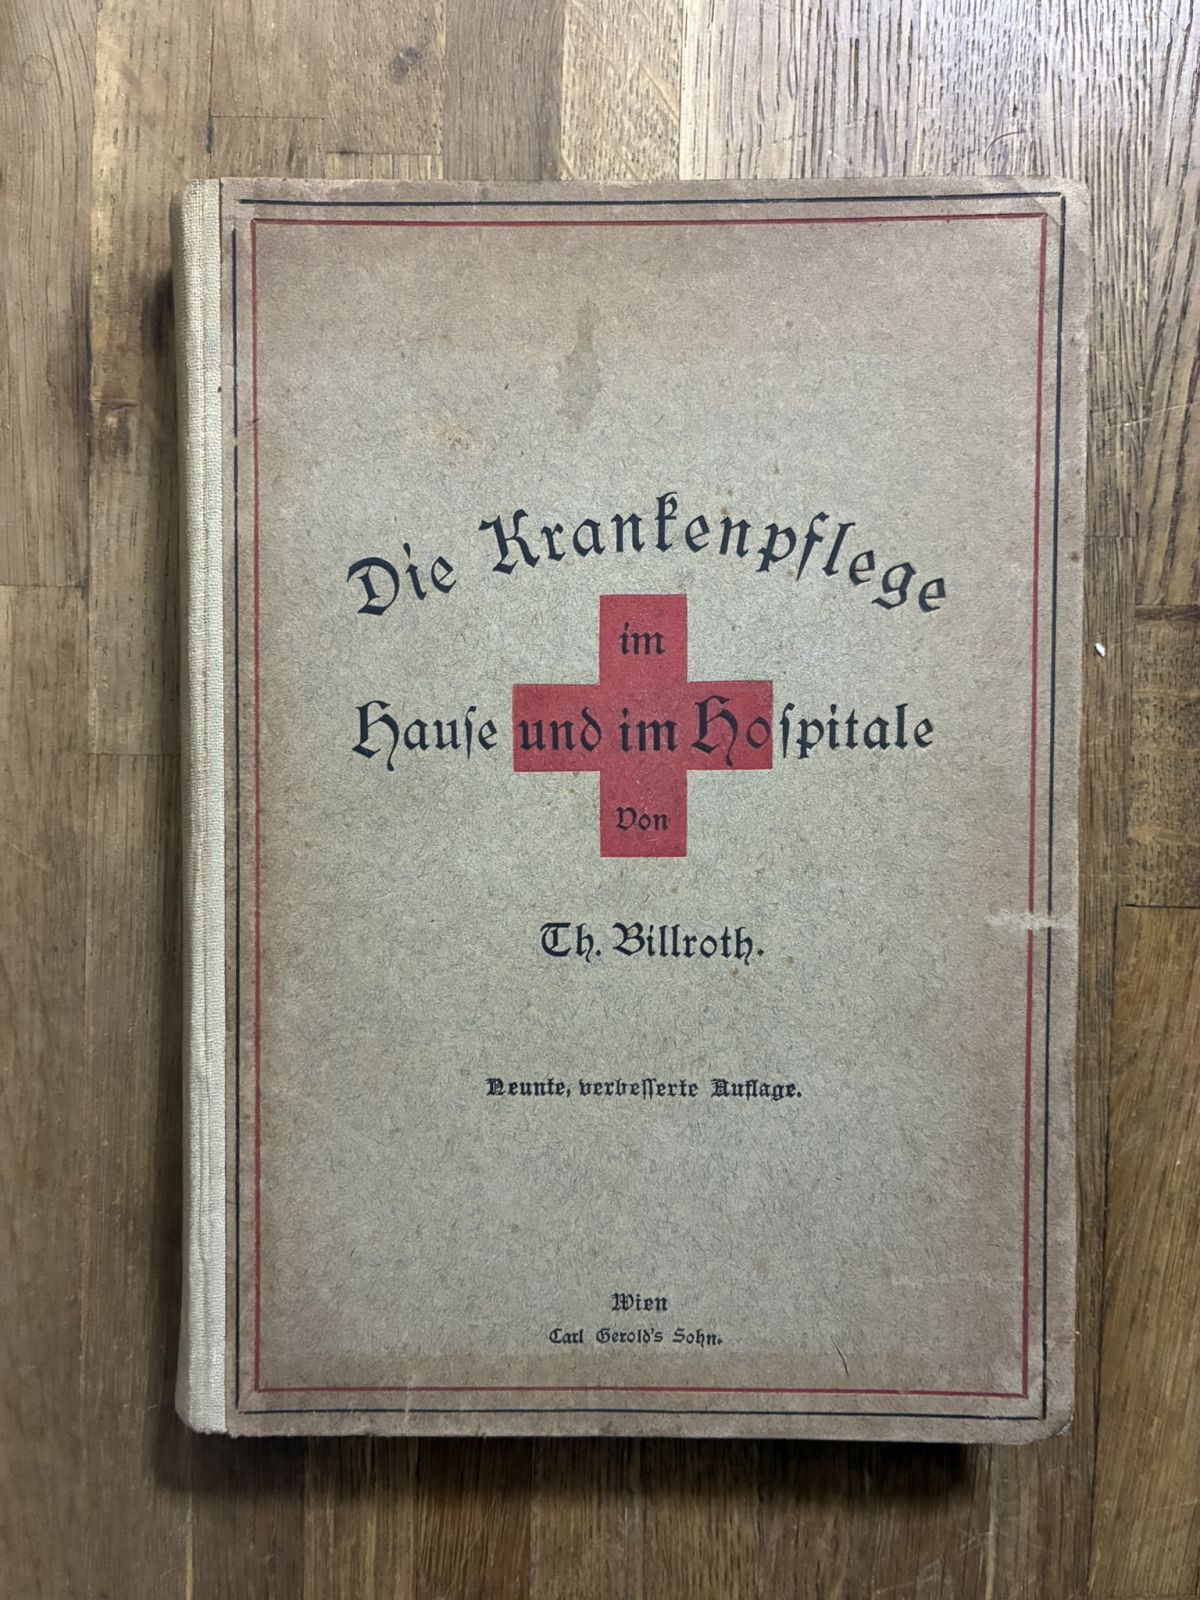 Die Krankenpflege
im
Hauſe und im Hoſpitale
Von
Th. Billroth.
Neunte, verbeſſerte Auflage.
Wien
Carl Gerold's Sohn.